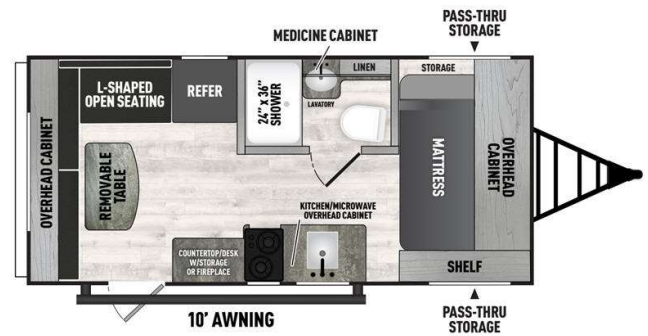 PASS-THRU
STORAGE
MEDICINE CABINET
LINEN
STORAGE
L-SHAPED
OPEN SEATING
REFER
24" x 36"
SHOWER
LAVATORY
OVERHEAD CABINET
REMOVABLE
TABLE
MATTRESS
OVERHEAD
CABINET
KITCHEN/MICROWAVE
OVERHEAD CABINET
COUNTERTOP/DESK
W/STORAGE
OR FIREPLACE
SHELF
10' AWNING
PASS-THRU
STORAGE